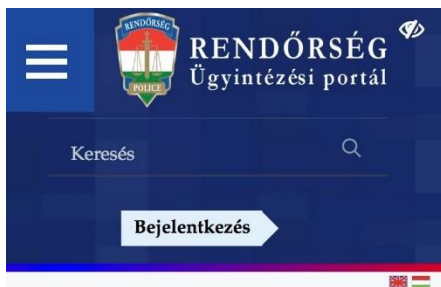 RENDŐRSÉG
POLICE
RENDŐRSÉG
Ügyintézési portál
Keresés
Bejelentkezés